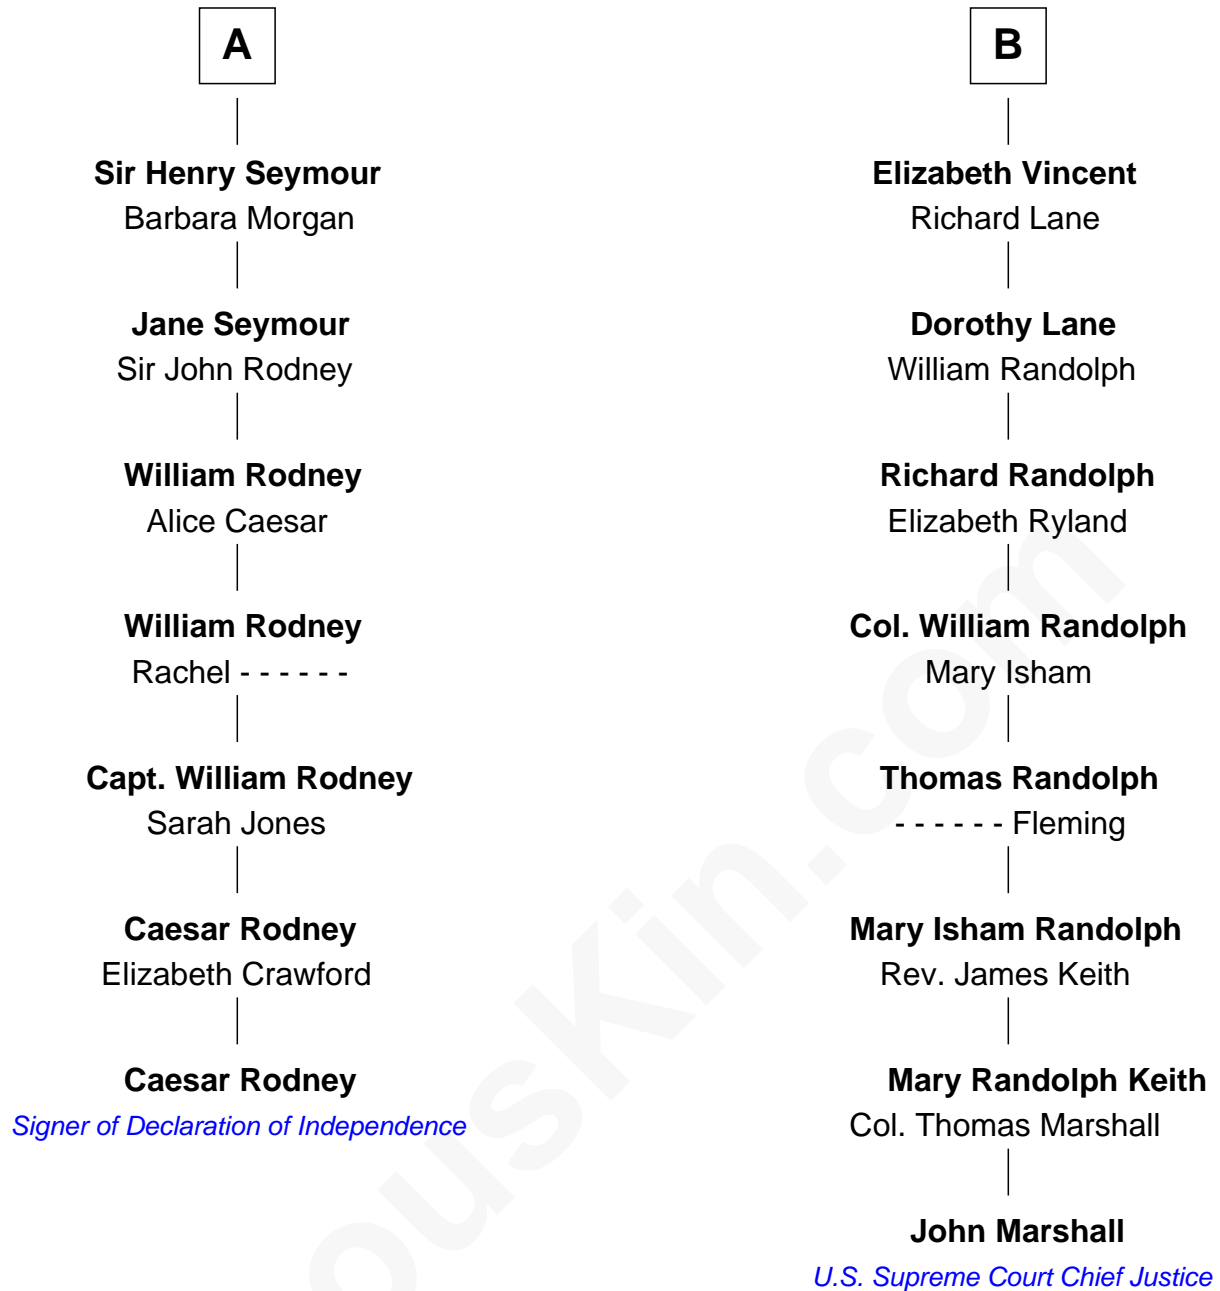 A
Sir Henry Seymour
Barbara Morgan
Jane Seymour
Sir John Rodney
William Rodney
Alice Caesar
William Rodney
Rachel - - - - - -
Capt. William Rodney
Sarah Jones
Caesar Rodney
Elizabeth Crawford
Caesar Rodney
Signer of Declaration of Independence
B
Elizabeth Vincent
Richard Lane
Dorothy Lane
William Randolph
Richard Randolph
Elizabeth Ryland
Col. William Randolph
Mary Isham
Thomas Randolph
- - - - - - Fleming
Mary Isham Randolph
Rev. James Keith
Mary Randolph Keith
Col. Thomas Marshall
John Marshall
U.S. Supreme Court Chief Justice
ousKin.com